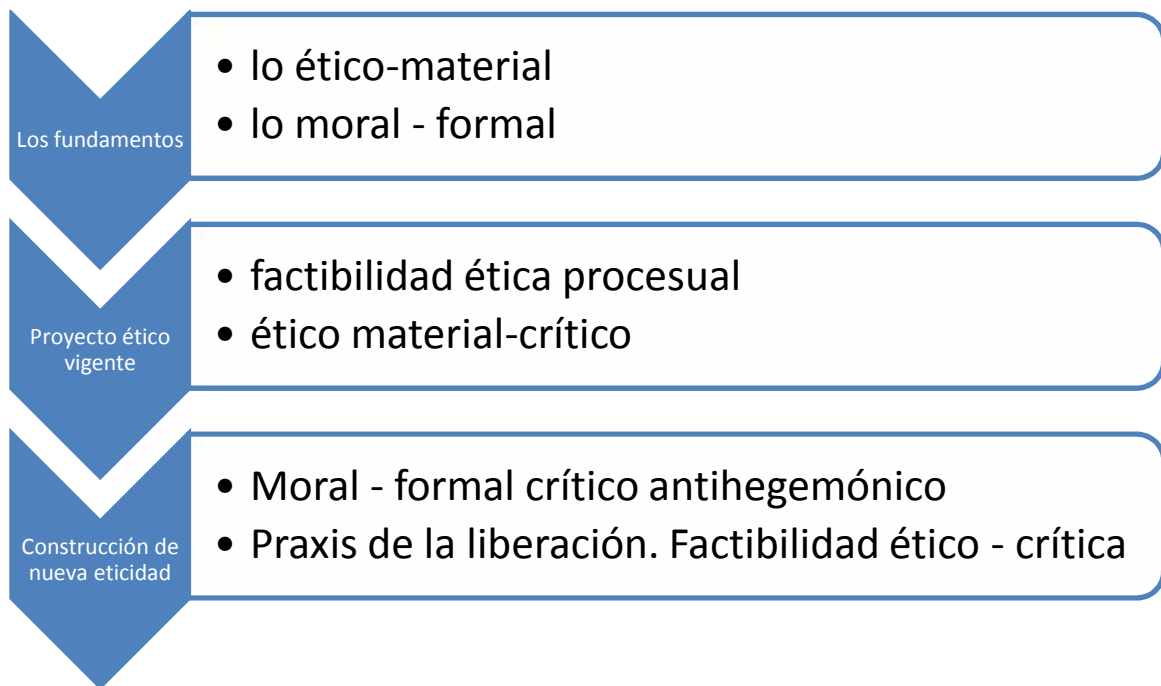 Los fundamentos
• lo ético-material
• lo moral - formal
Proyecto ético
vigente
• factibilidad ética procesual
• ético material-crítico
Construcción de
nueva eticidad
• Moral - formal crítico antihegemónico
• Praxis de la liberación. Factibilidad ético - crítica